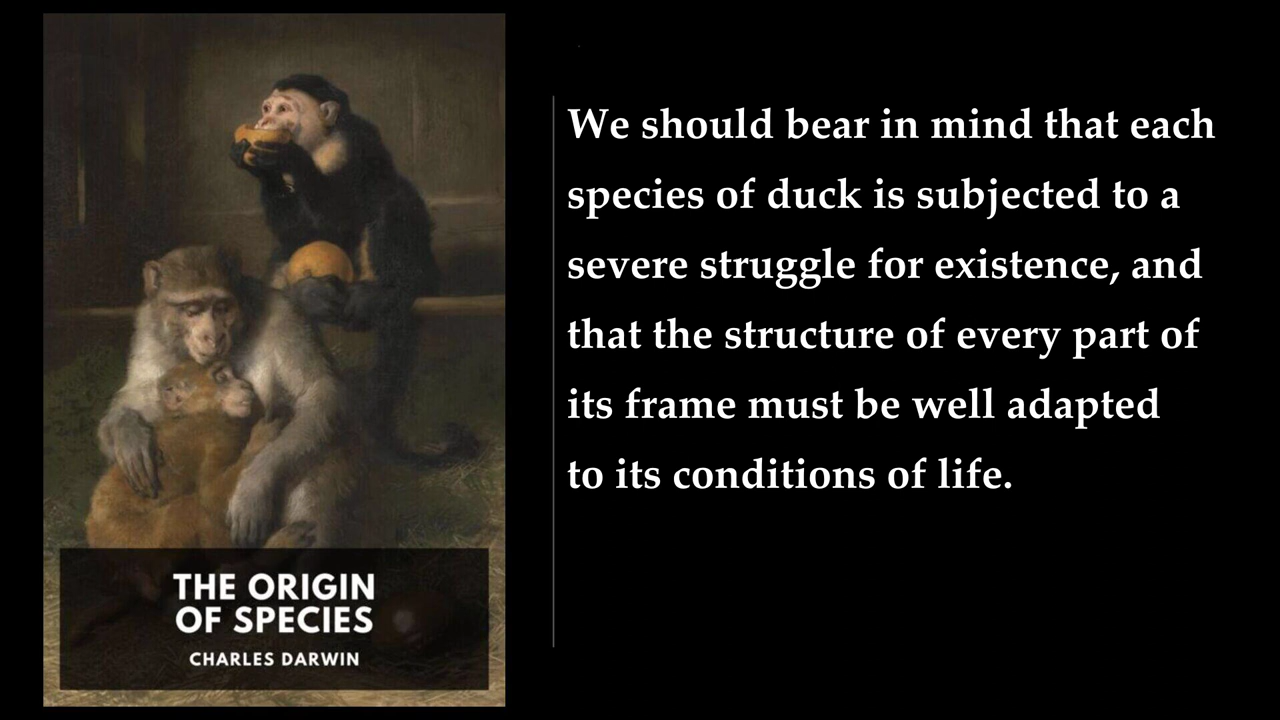 We should bear in mind that each
species of duck is subjected to a
severe struggle for existence, and
that the structure of every part of
its frame must be well adapted
to its conditions of life.
THE ORIGIN
OF SPECIES
CHARLES DARWIN